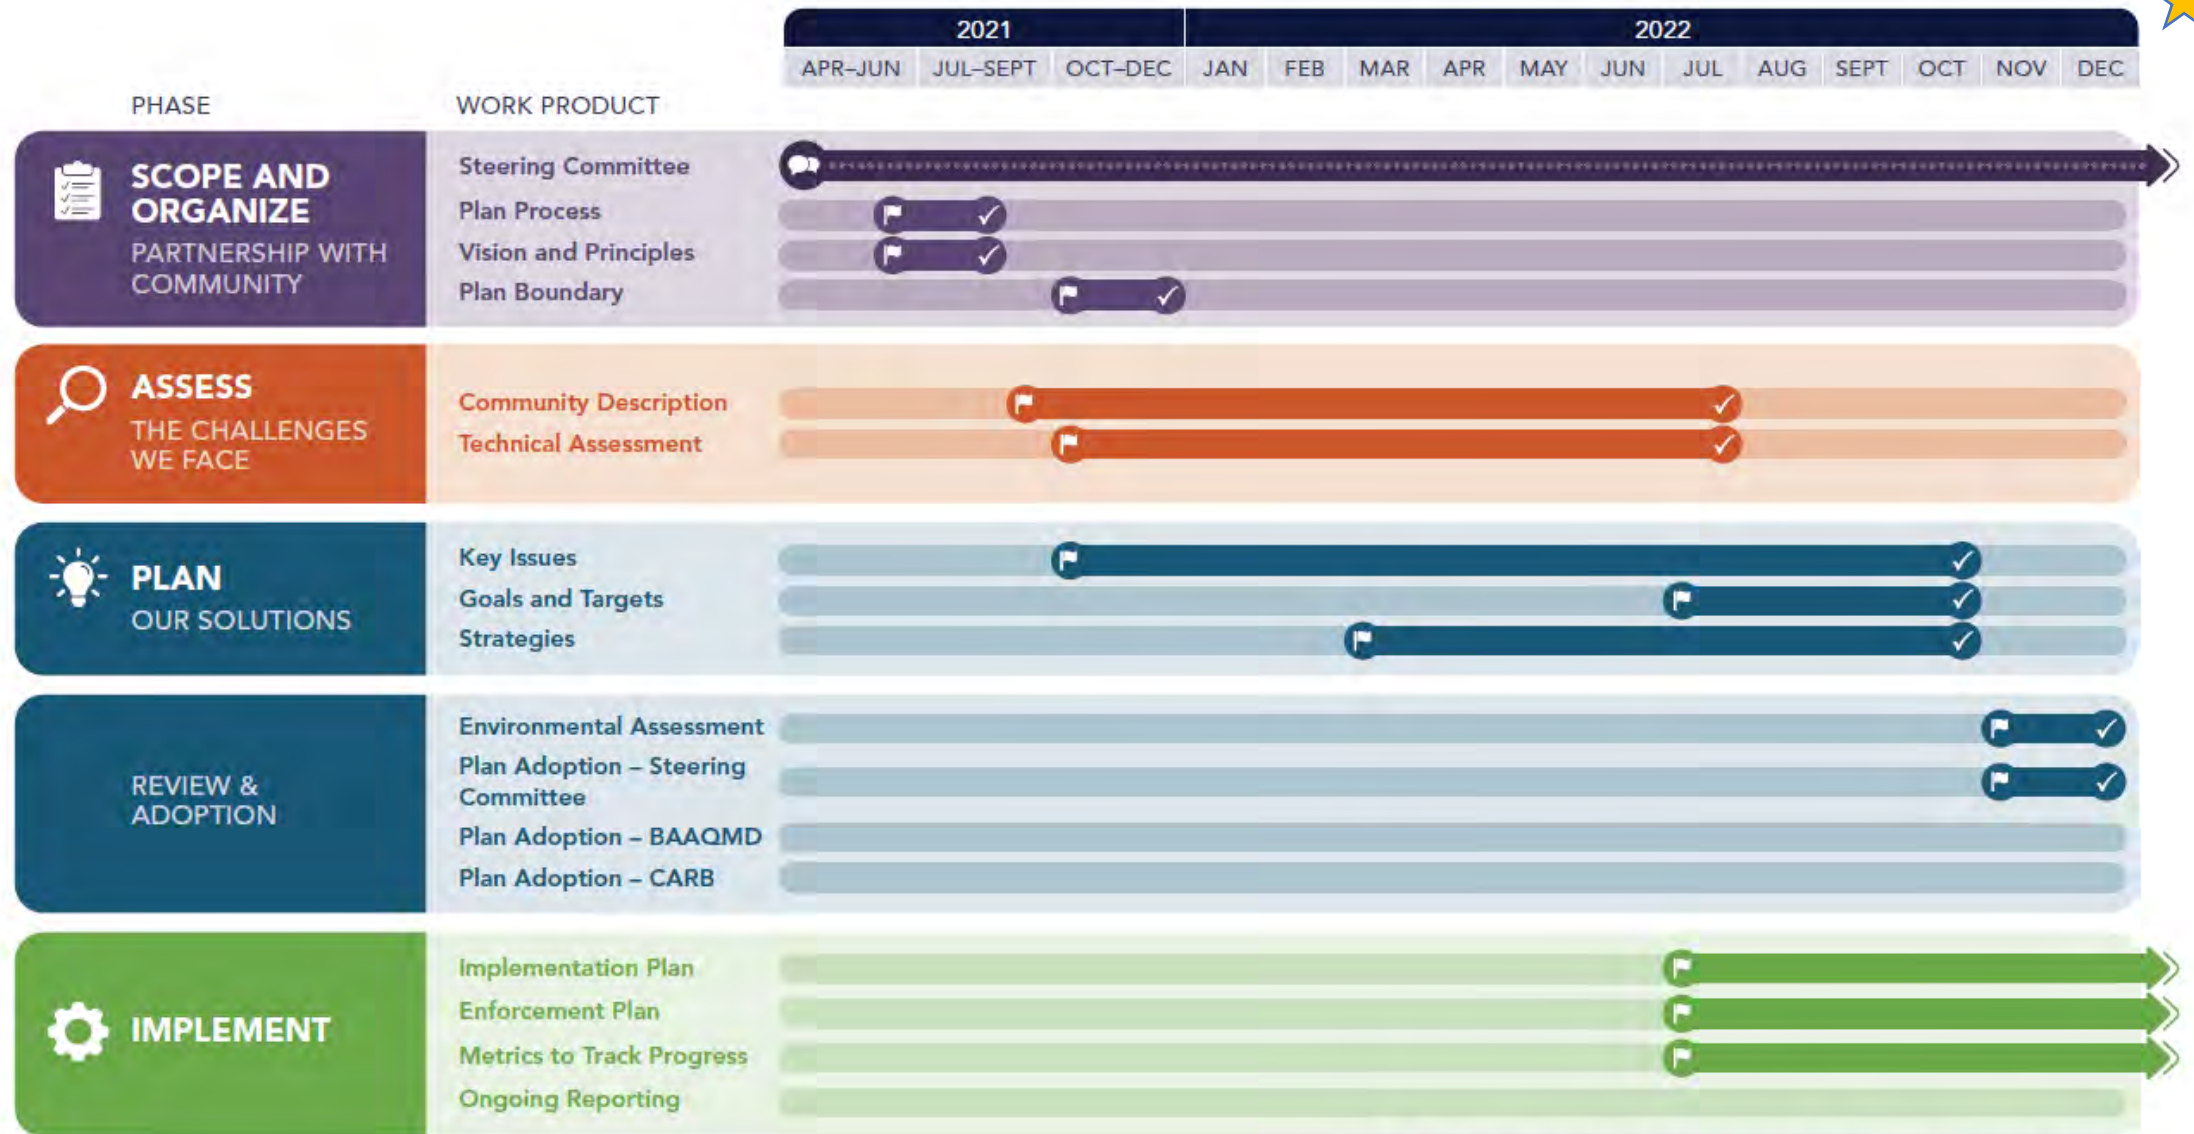 2021
2022
APR–JUN JUL–SEPT OCT–DEC JAN FEB MAR APR MAY JUN JUL AUG SEPT OCT NOV DEC
PHASE
WORK PRODUCT
SCOPE AND
ORGANIZE
PARTNERSHIP WITH
COMMUNITY
Steering Committee
Plan Process
Vision and Principles
Plan Boundary
ASSESS
THE CHALLENGES
WE FACE
Community Description
Technical Assessment
PLAN
OUR SOLUTIONS
Key Issues
Goals and Targets
Strategies
REVIEW &
ADOPTION
Environmental Assessment
Plan Adoption – Steering
Committee
Plan Adoption – BAAQMD
Plan Adoption – CARB
IMPLEMENT
Implementation Plan
Enforcement Plan
Metrics to Track Progress
Ongoing Reporting